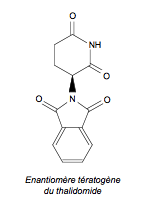 O
NH
O
N
O
O
Enantiomère tératogène
du thalidomide